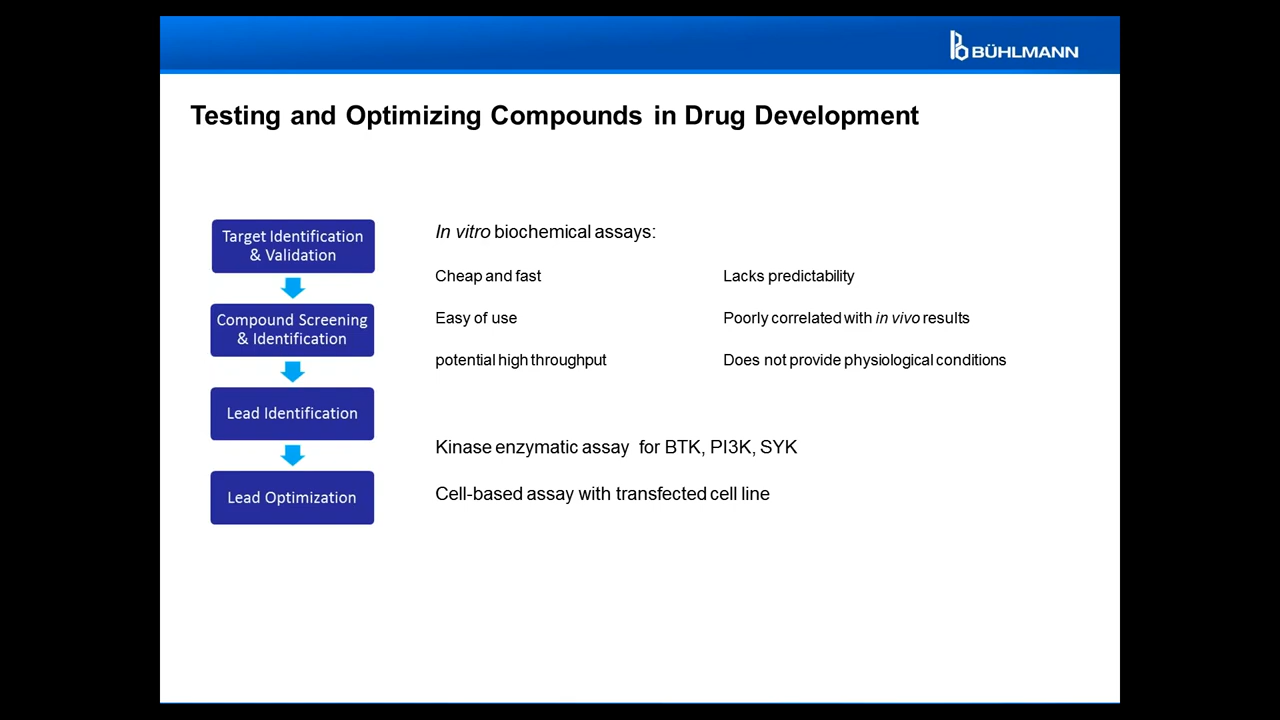 BÜHLMANN
Testing and Optimizing Compounds in Drug Development
Target Identification
& Validation
Compound Screening
& Identification
Lead Identification
Lead Optimization
In vitro biochemical assays:
Cheap and fast
Lacks predictability
Easy of use
Poorly correlated with in vivo results
potential high throughput
Does not provide physiological conditions
Kinase enzymatic assay for BTK, PI3K, SYK
Cell-based assay with transfected cell line